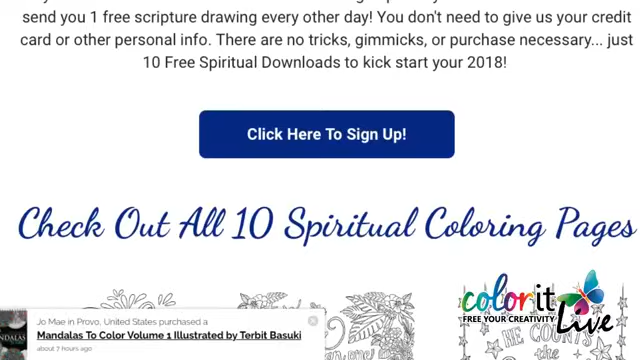 send you 1 free scripture drawing every other day! You don't need to give us your credit
card or other personal info. There are no tricks, gimmicks, or purchase necessary... just
10 Free Spiritual Downloads to kick start your 2018!
Click Here To Sign Up!
Check Out All 10 Spiritual Coloring Pages
colorit
FREE YOUR CREATIVITY
Live
HE COUNTS
the
Jo Mae in Provo, United States purchased a
Mandalas To Color Volume 1 Illustrated by Terbit Basuki
about 7 hours ago